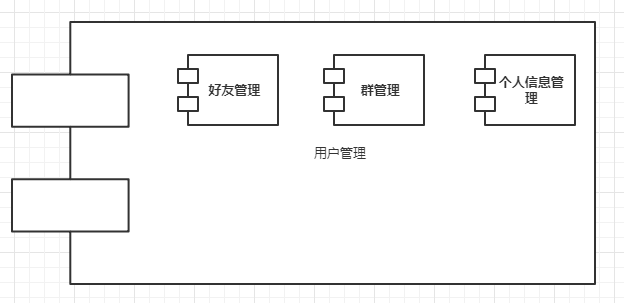 好友管理
群管理
个人信息管
理
用户管理